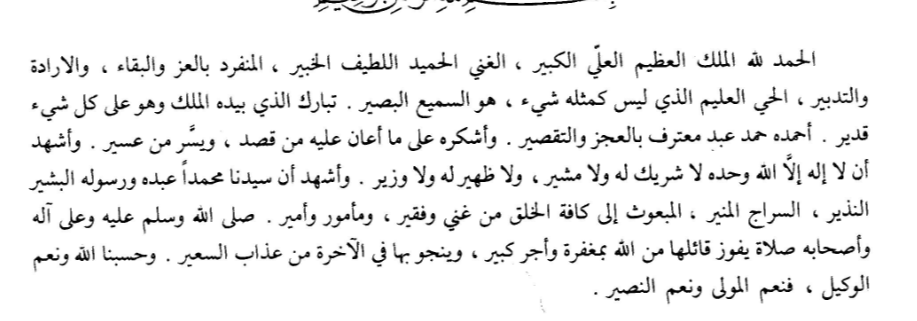 الحمد لله الملك العظيم العليّ الكبير ، الغني الحميد اللطيف الخبير ، المنفرد بالعز والبقاء ، والارادة
والتدبير ، الحي العليم الذي ليس كمثله شيء ، هو السميع البصير . تبارك الذي بيده الملك وهو على كل شيء
قدير . أحمده حمد عبدٍ معترف بالعجز والتقصير . وأشكره على ما أعان عليه من قصد ، ويسَّر من عسير . وأشهد
أن لا إله إلَّا الله وحده لا شريك له ولا مشير ، ولا ظهير له ولا وزير . وأشهد أن سيدنا محمداً عبده ورسوله البشير
النذير ، السراج المنير ، المبعوث إلى كافة الخلق من غني وفقير ، ومأمور وأمير . صلى الله وسلم عليه وعلى آله
وأصحابه صلاة يفوز قائلها من الله بمغفرة وأجر كبير ، وينجو بها في الآخرة من عذاب السعير . وحسبنا الله ونعم
الوكيل ، فنعم المولى ونعم النصير .